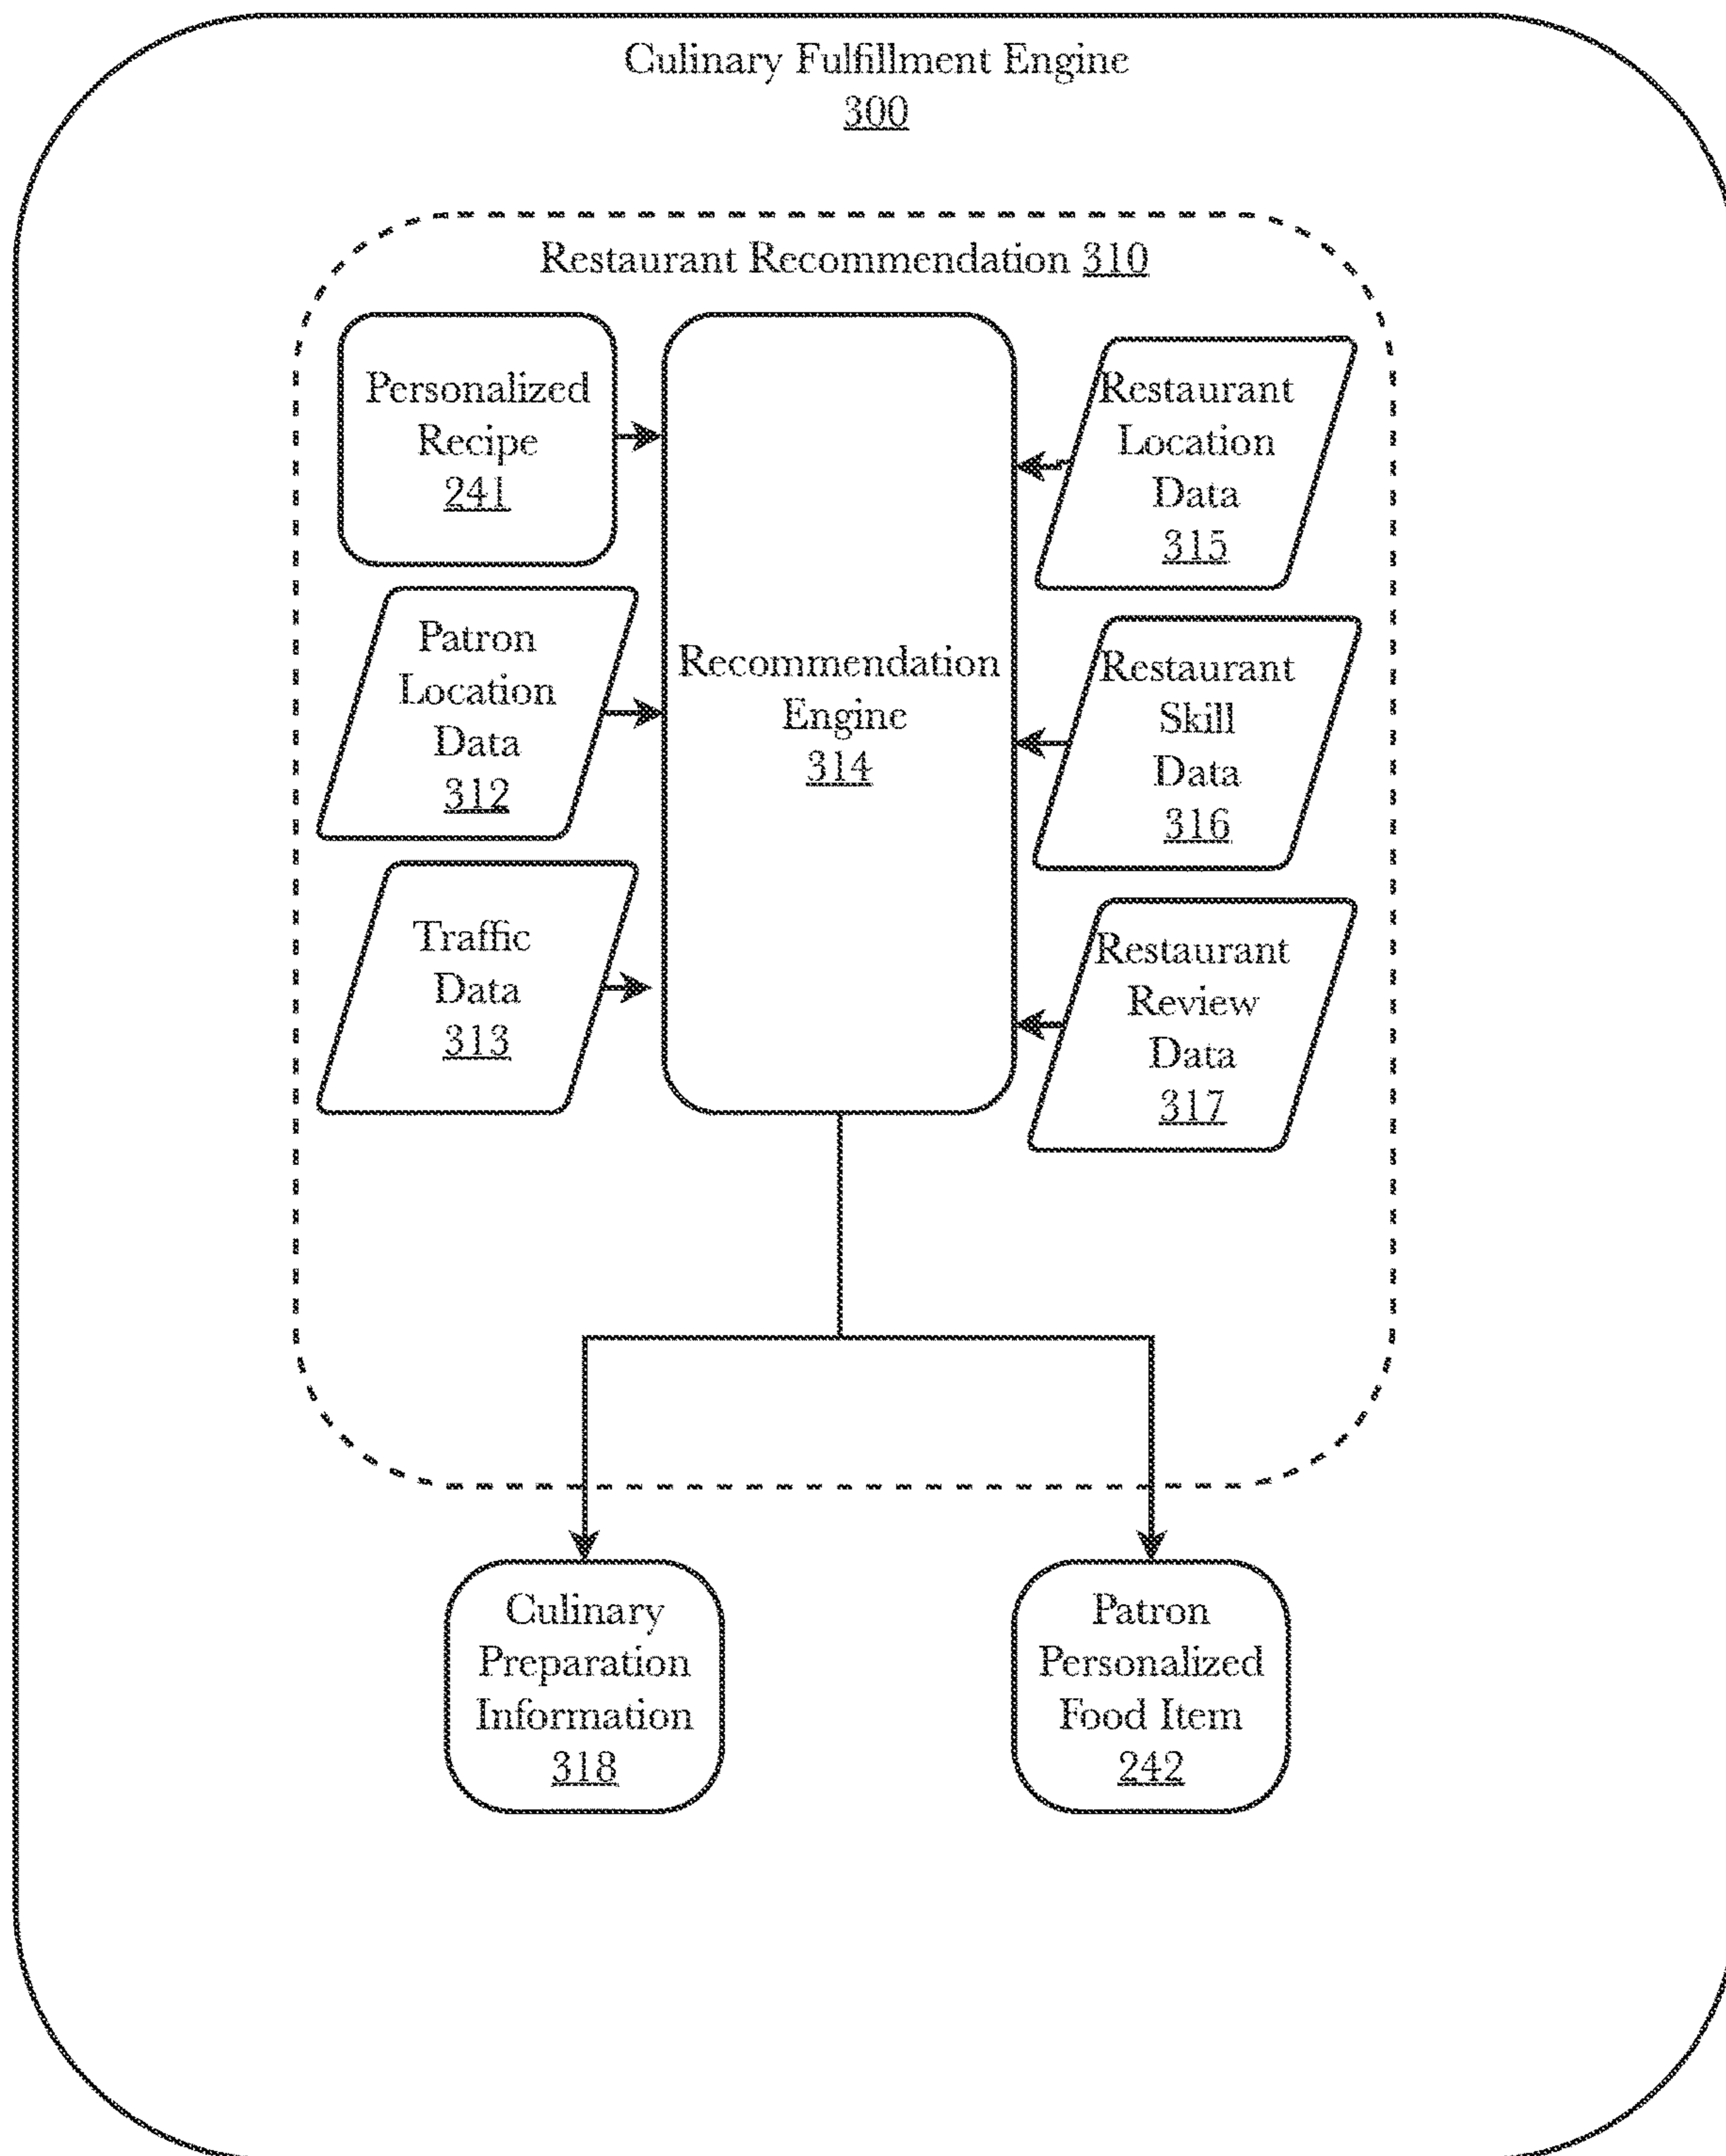 Culinary Fulfillment Engine
300
Restaurant Recommendation 310
Personalized
Recipe
241
Patron
Location
Data
312
Traffic
Data
313
Recommendation
Engine
314
Restaurant
Location
Data
315
Restaurant
Skill
Data
316
Restaurant
Review
Data
317
Culinary
Preparation
Information
318
Patron
Personalized
Food Item
242